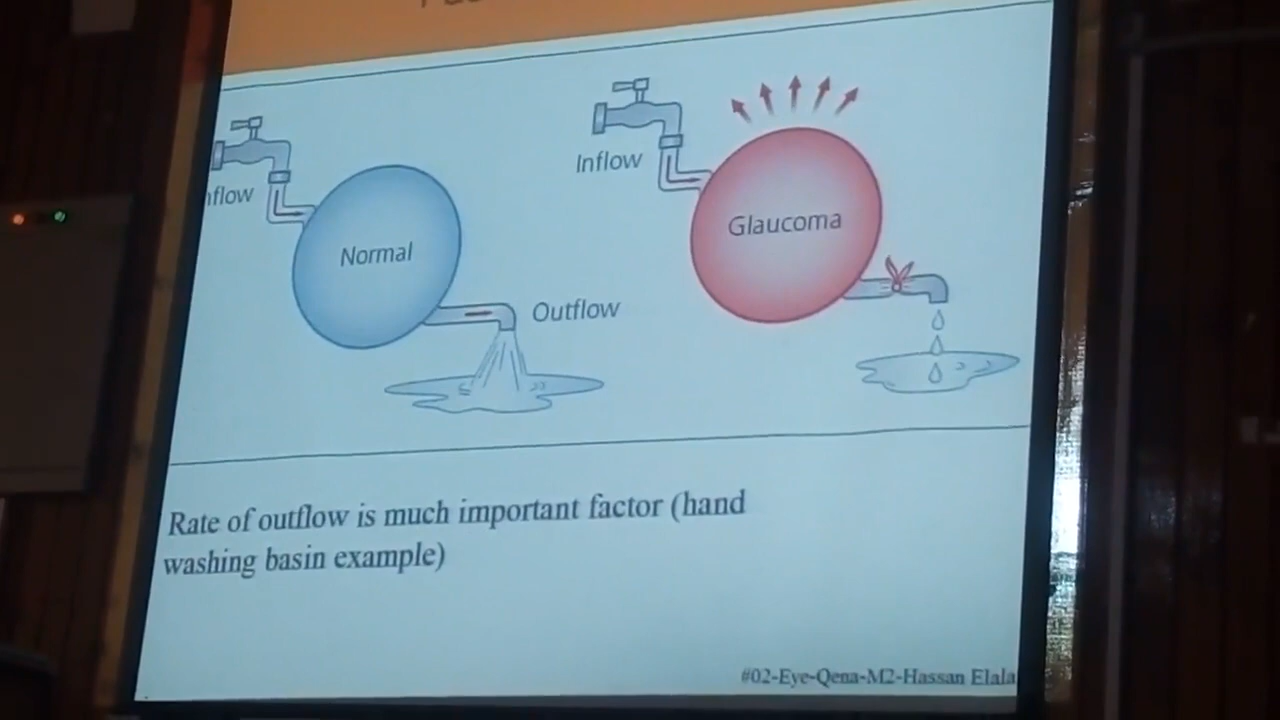 Inflow
nflow
Glaucoma
Normal
Outflow
Rate of outflow is much important factor (hand
washing basin example)
#02-Eye-Qena-M2-Hassan Elala